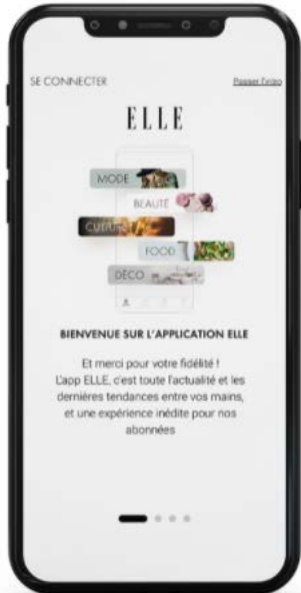 SE CONNECTER
Passer l'intro
ELLE
MODE
BEAUTÉ
CULTURE
FOOD
DÉCO
BIENVENUE SUR L'APPLICATION ELLE
Et merci pour votre fidélité !
L'app ELLE, c'est toute l'actualité et les
dernières tendances entre vos mains,
et une expérience inédite pour nos
abonnées